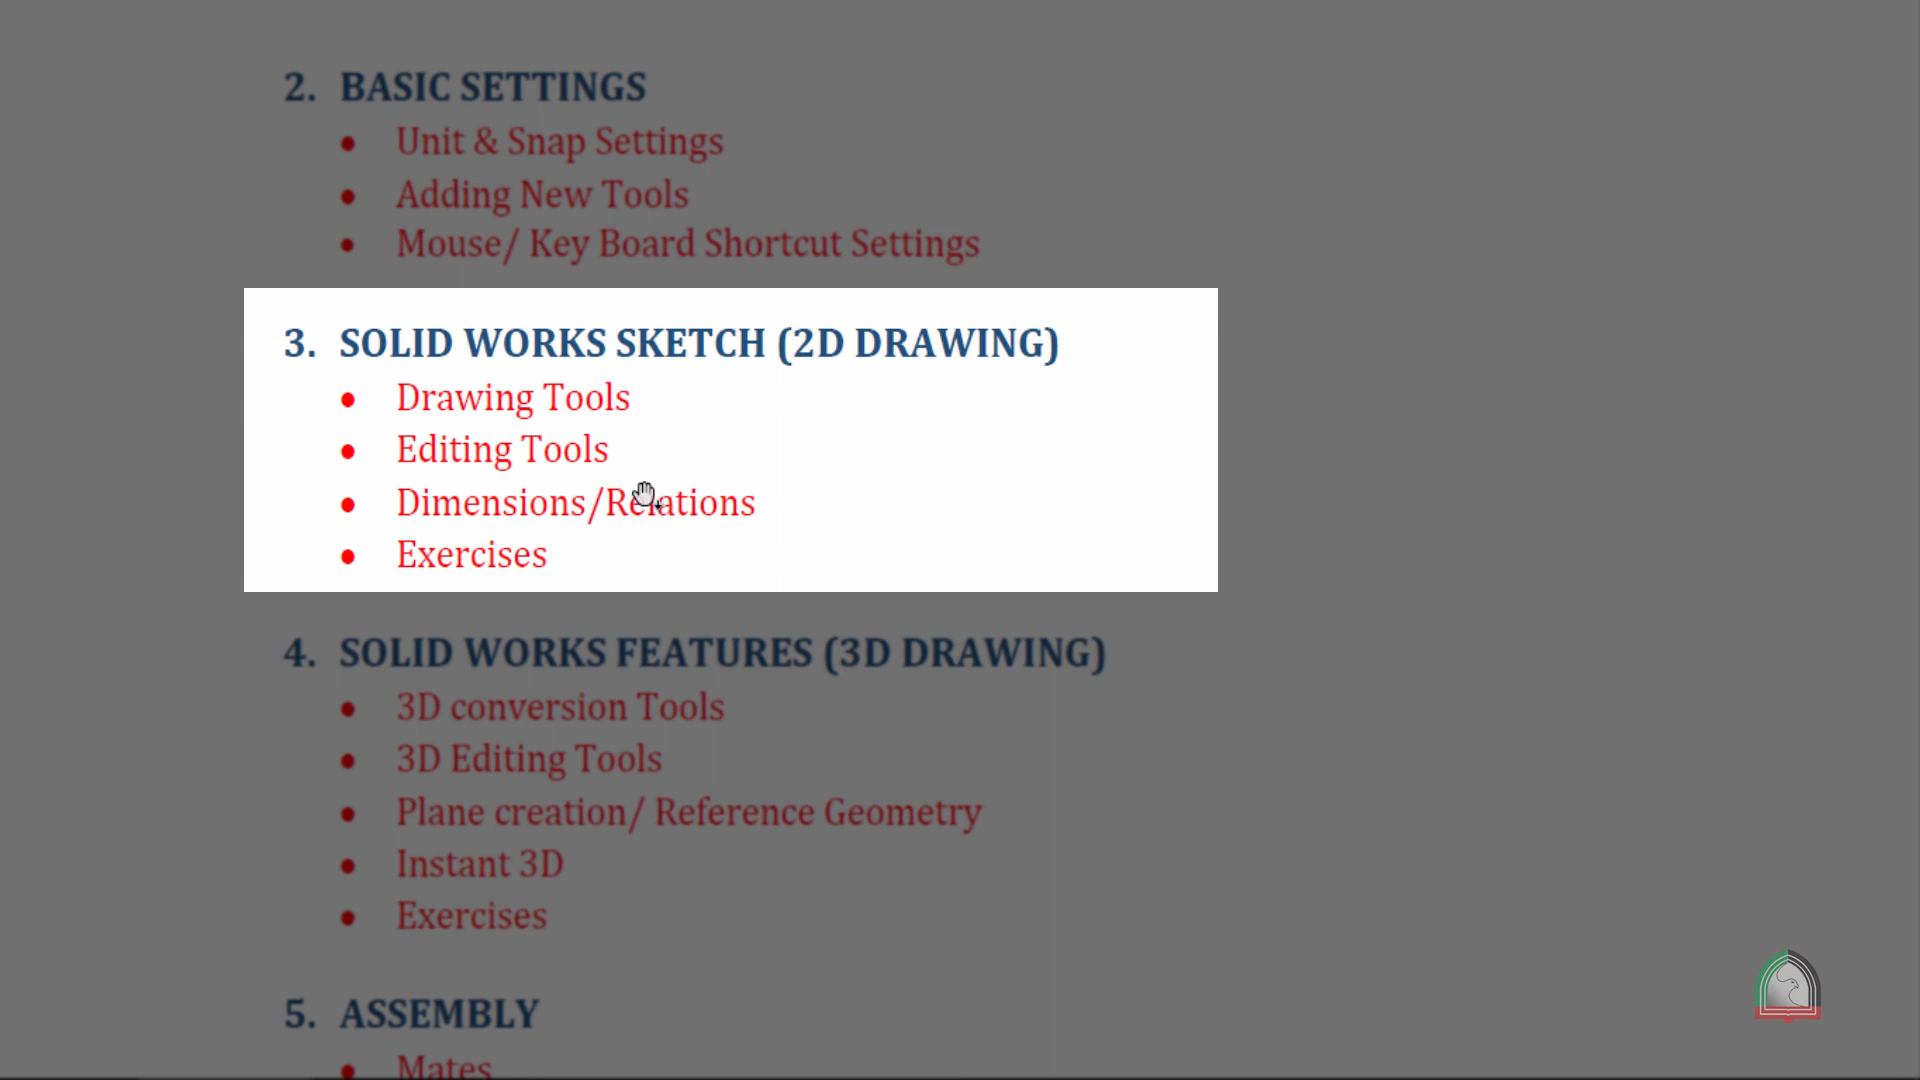 2. BASIC SETTINGS
• Unit & Snap Settings
• Adding New Tools
• Mouse/ Key Board Shortcut Settings
3. SOLID WORKS SKETCH (2D DRAWING)
• Drawing Tools
• Editing Tools
• Dimensions/Relations
• Exercises
4. SOLID WORKS FEATURES (3D DRAWING)
• 3D conversion Tools
• 3D Editing Tools
• Plane creation/ Reference Geometry
• Instant 3D
• Exercises
5. ASSEMBLY
• Mates